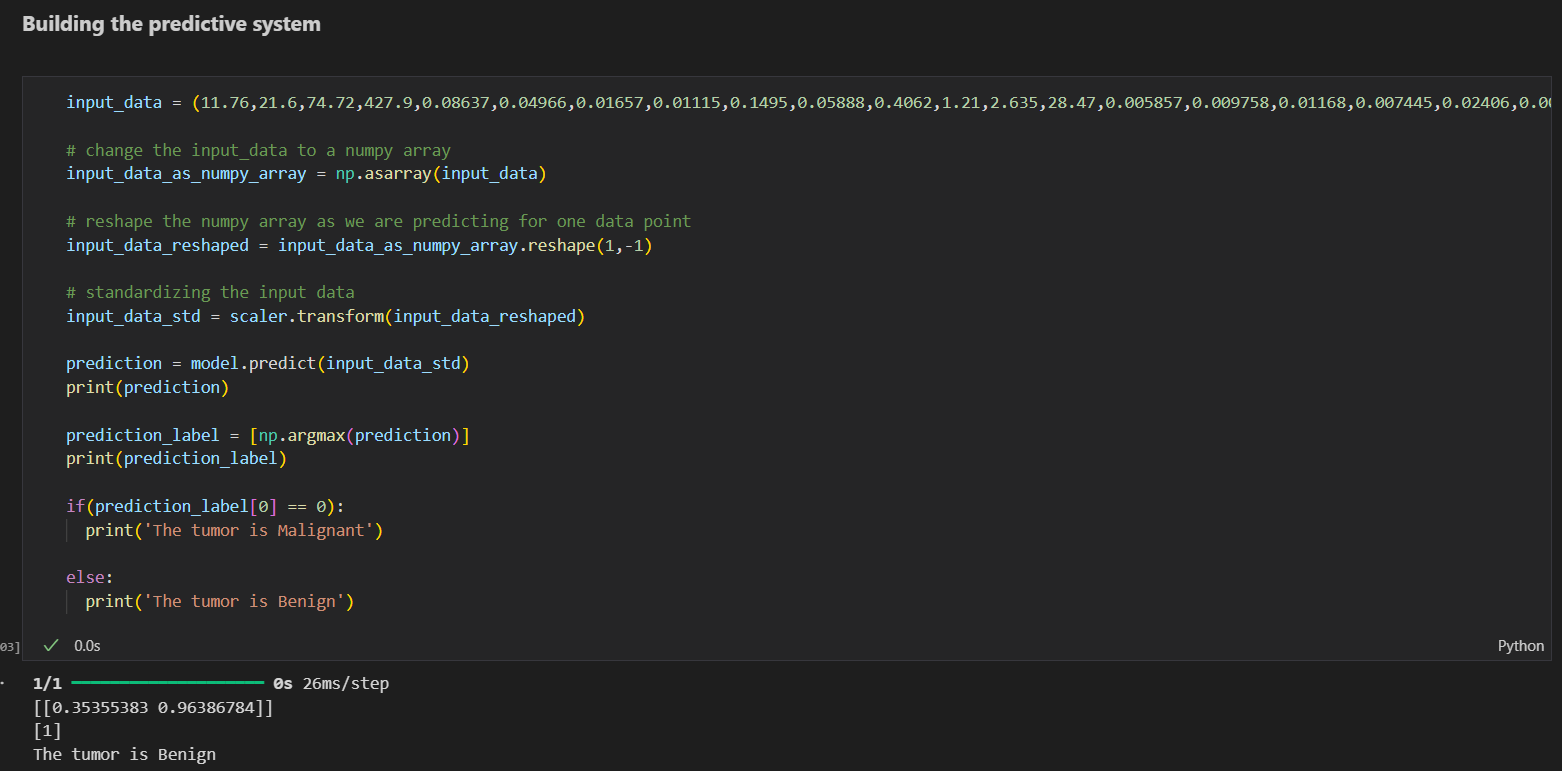 Building the predictive system
input_data = (11.76,21.6,74.72,427.9,0.08637,0.04966,0.01657,0.01115,0.1495,0.05888,0.4062,1.21,2.635,28.47,0.005857,0.009758,0.01168,0.007445,0.02406,0.00
# change the input_data to a numpy array
input_data_as_numpy_array = np.asarray(input_data)
# reshape the numpy array as we are predicting for one data point
input_data_reshaped = input_data_as_numpy_array.reshape(1,-1)
# standardizing the input data
input_data_std = scaler.transform(input_data_reshaped)
prediction = model.predict(input_data_std)
print(prediction)
prediction_label = [np.argmax(prediction)]
print(prediction_label)
if(prediction_label[0] == 0):
print('The tumor is Malignant')
else:
print('The tumor is Benign')
03] ✓ 0.0s Python
1/1 ━━━━━━━━━━━━━━━━━━━━ 0s 26ms/step
[[0.35355383 0.96386784]]
[1]
The tumor is Benign